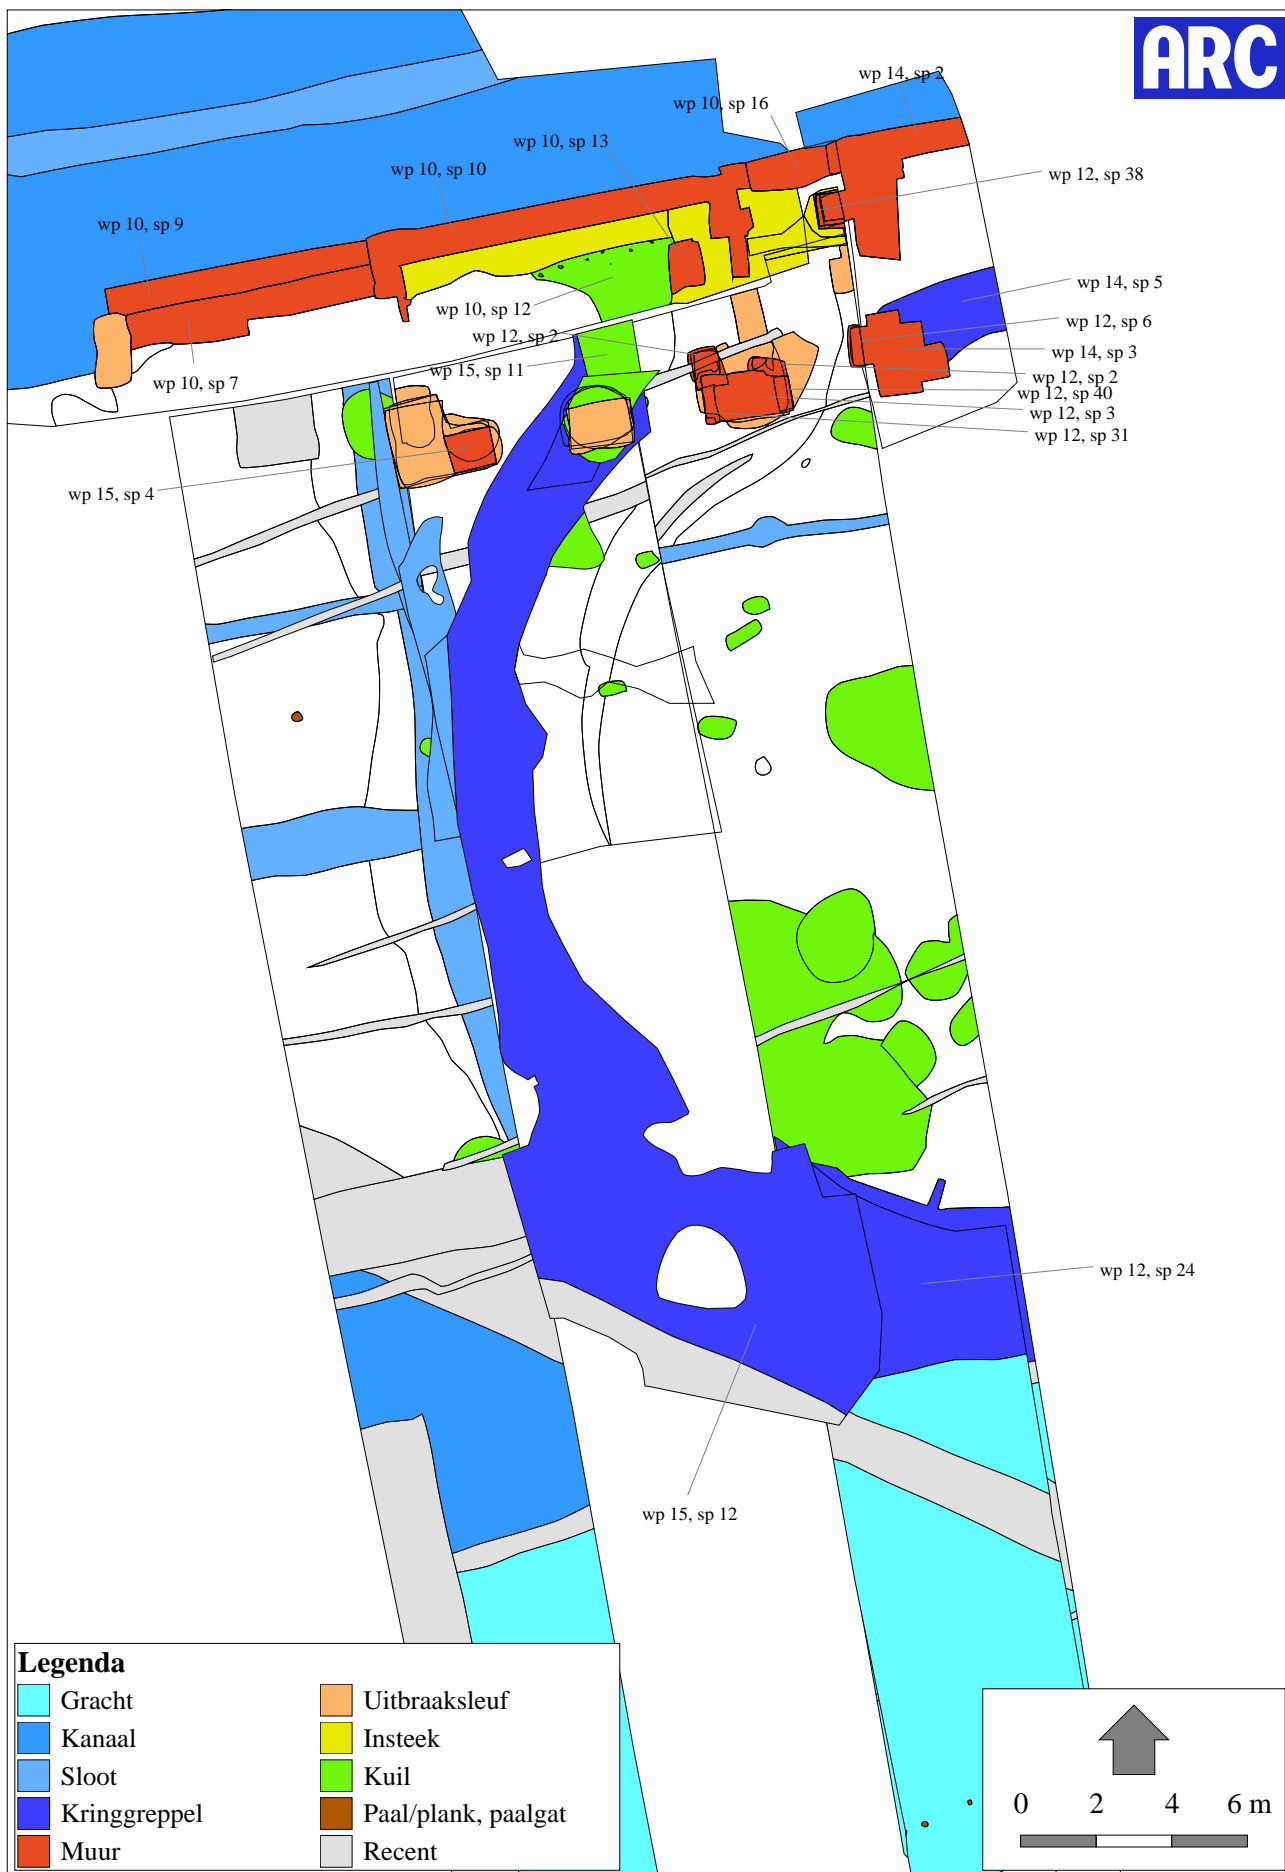 ARC
wp 14, sp 2
wp 10, sp 16
wp 10, sp 13
wp 10, sp 10
wp 12, sp 38
wp 10, sp 9
wp 14, sp 5
wp 10, sp 12
wp 12, sp 6
wp 12, sp 2
wp 14, sp 3
wp 15, sp 11
wp 12, sp 2
wp 10, sp 7
wp 12, sp 40
wp 12, sp 3
wp 12, sp 31
wp 15, sp 4
wp 12, sp 24
wp 15, sp 12
Legenda
Gracht
Kanaal
Sloot
Kringgreppel
Muur
Uitbraaksleuf
Insteek
Kuil
Paal/plank, paalgat
Recent
0 2 4 6 m